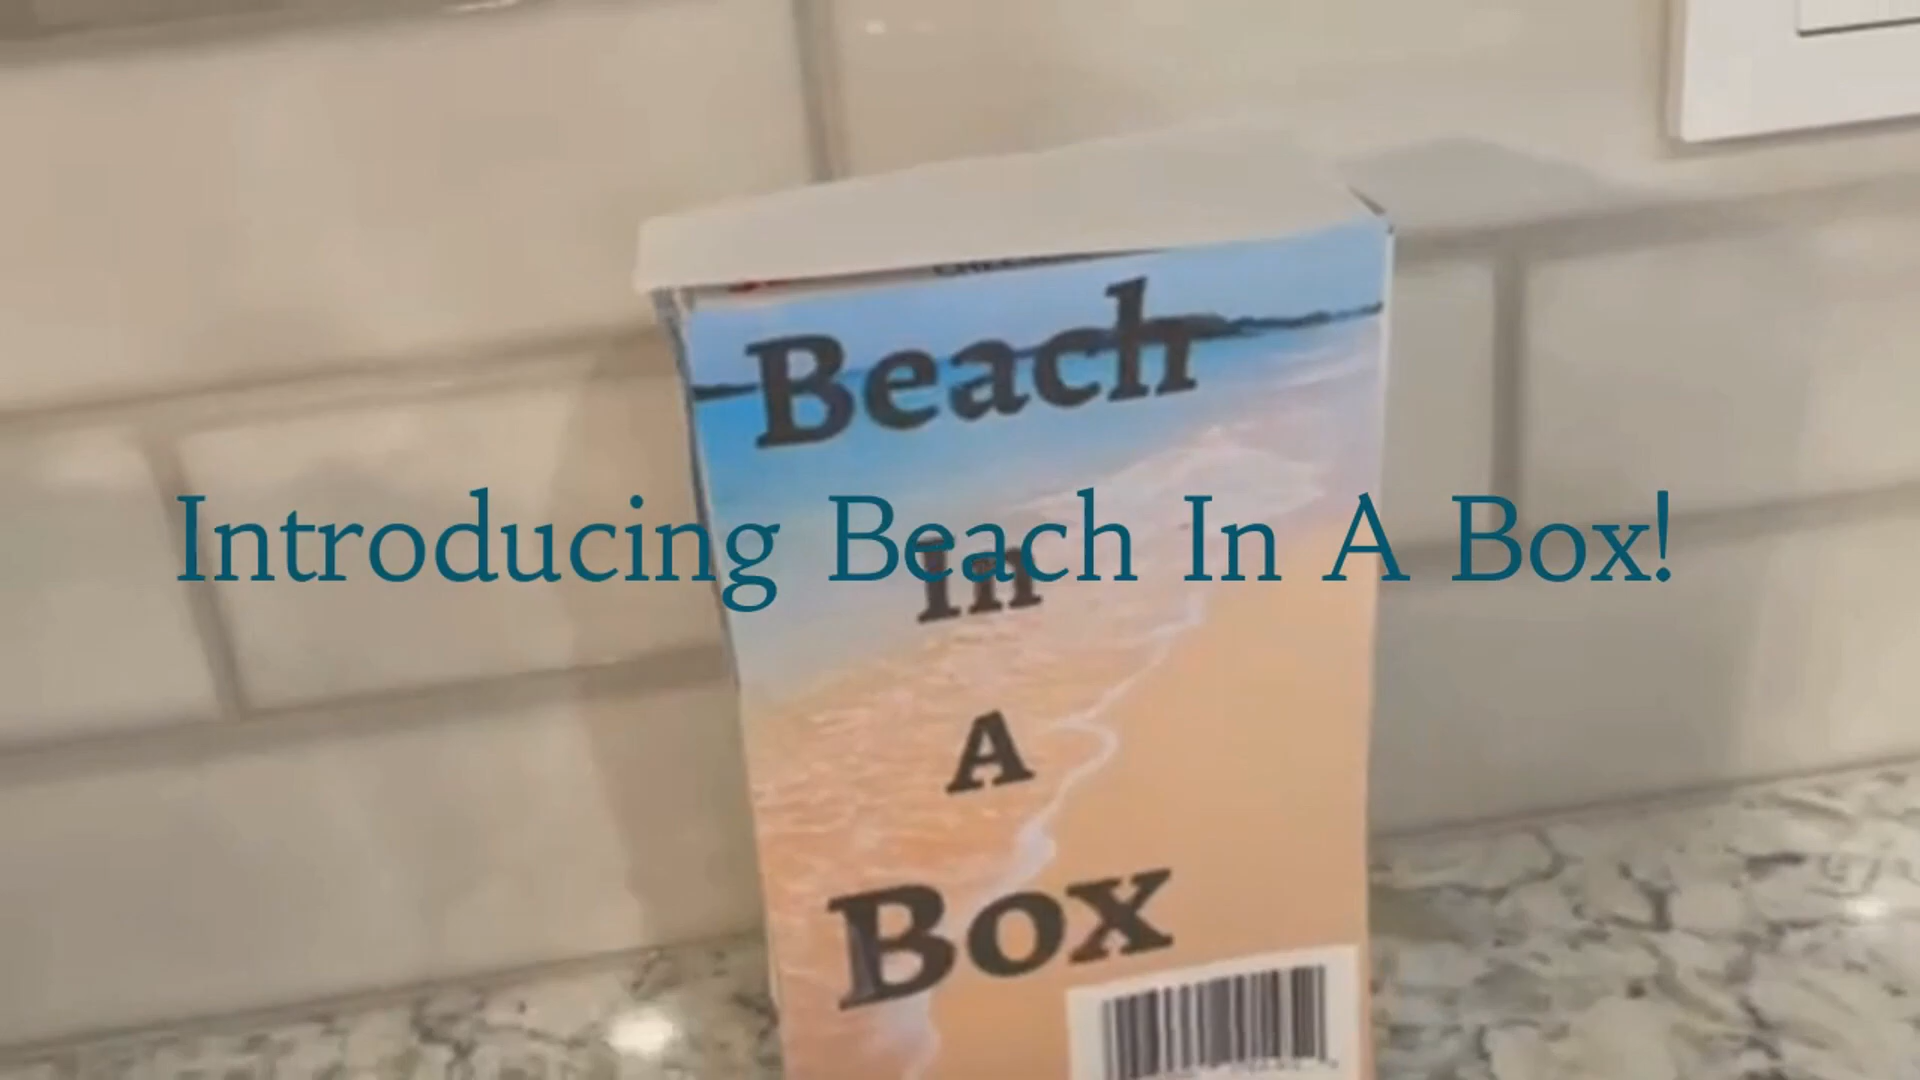 Beach
Introducing Beach In A Box!
In
A
Box